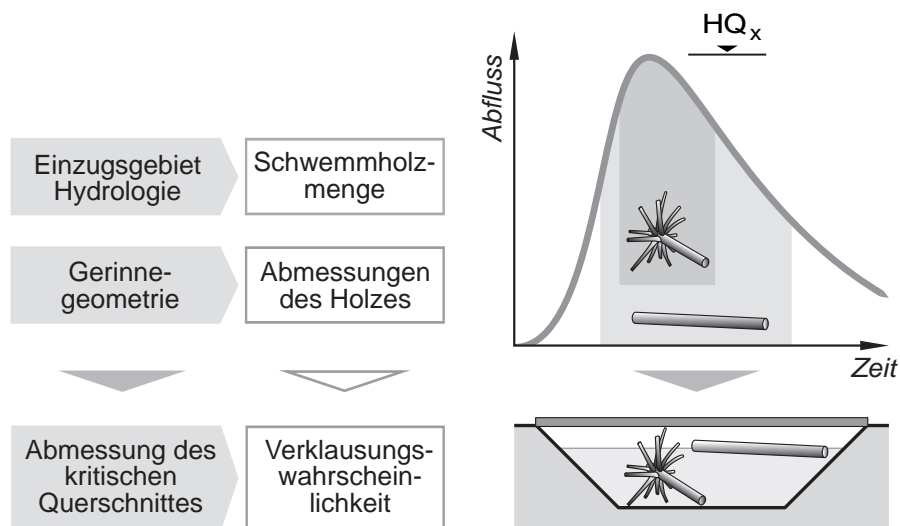 Einzugsgebiet
Hydrologie
Schwemmholz-
menge
Gerinne-
geometrie
Abmessungen
des Holzes
Abmessung des
kritischen
Querschnittes
Verklausungs-
wahrschein-
lichkeit
HQx
Abfluss
Zeit